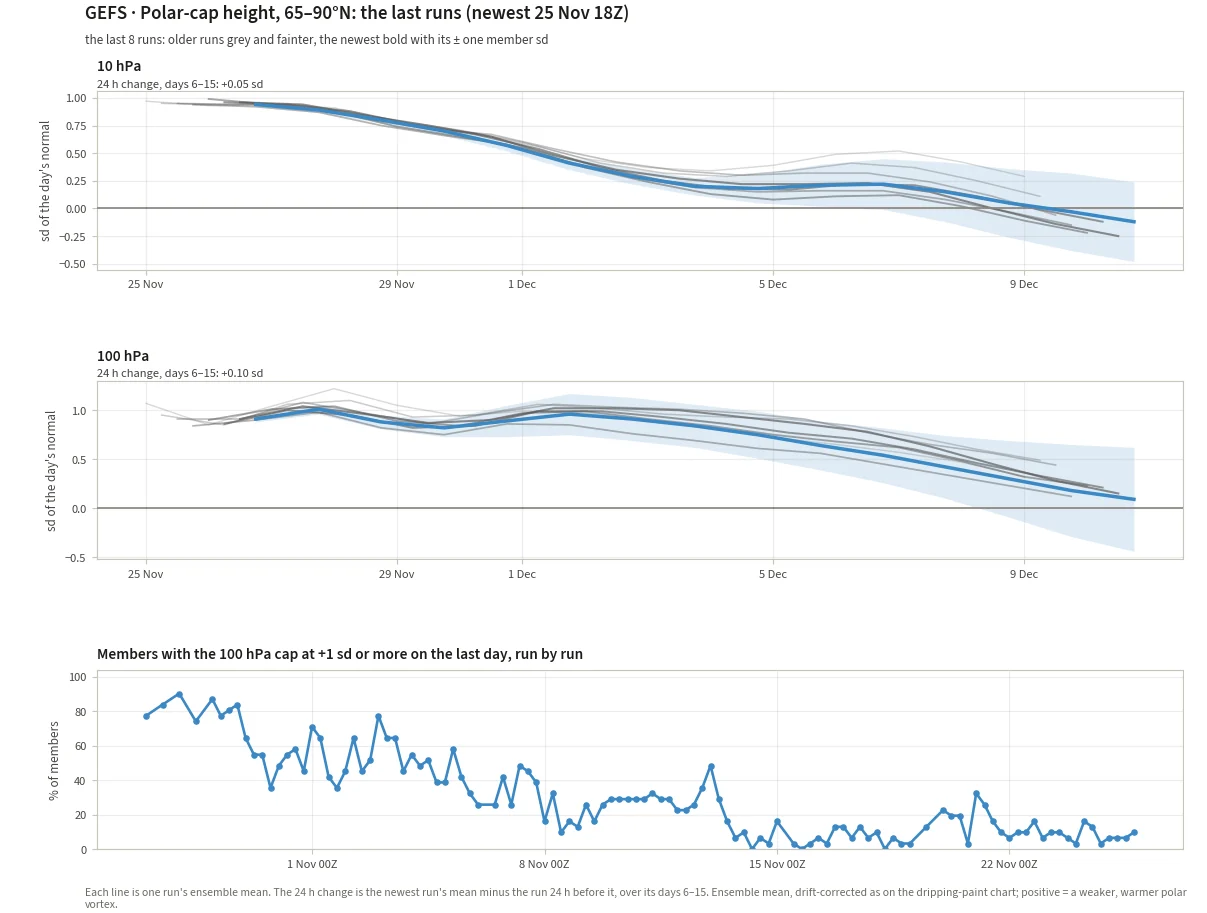 GEFS · Polar-cap height, 65–90°N: the last runs (newest 25 Nov 18Z)
the last 8 runs: older runs grey and fainter, the newest bold with its ± one member sd
10 hPa
24 h change, days 6–15: +0.05 sd
sd of the day's normal
1.00
0.75
0.50
0.25
0.00
−0.25
−0.50
25 Nov 29 Nov 1 Dec 5 Dec 9 Dec
100 hPa
24 h change, days 6–15: +0.10 sd
sd of the day's normal
1.0
0.5
0.0
−0.5
25 Nov 29 Nov 1 Dec 5 Dec 9 Dec
Members with the 100 hPa cap at +1 sd or more on the last day, run by run
% of members
100
80
60
40
20
0
1 Nov 00Z 8 Nov 00Z 15 Nov 00Z 22 Nov 00Z
Each line is one run's ensemble mean. The 24 h change is the newest run's mean minus the run 24 h before it, over its days 6–15. Ensemble mean, drift-corrected as on the dripping-paint chart; positive = a weaker, warmer polar
vortex.